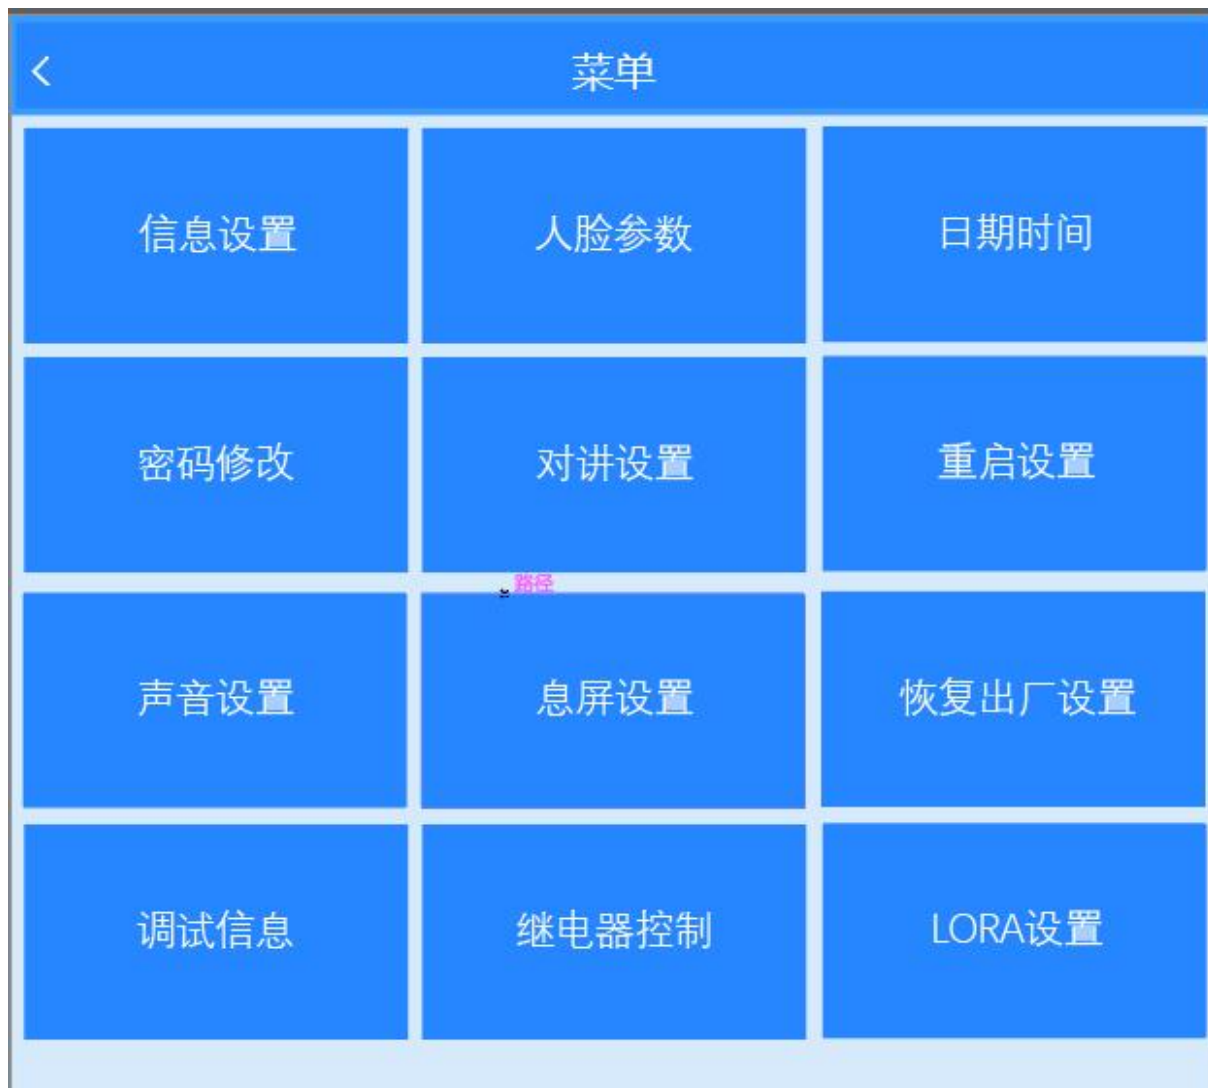 菜单
信息设置
人脸参数
日期时间
密码修改
对讲设置
重启设置
路径
声音设置
息屏设置
恢复出厂设置
调试信息
继电器控制
LORA设置